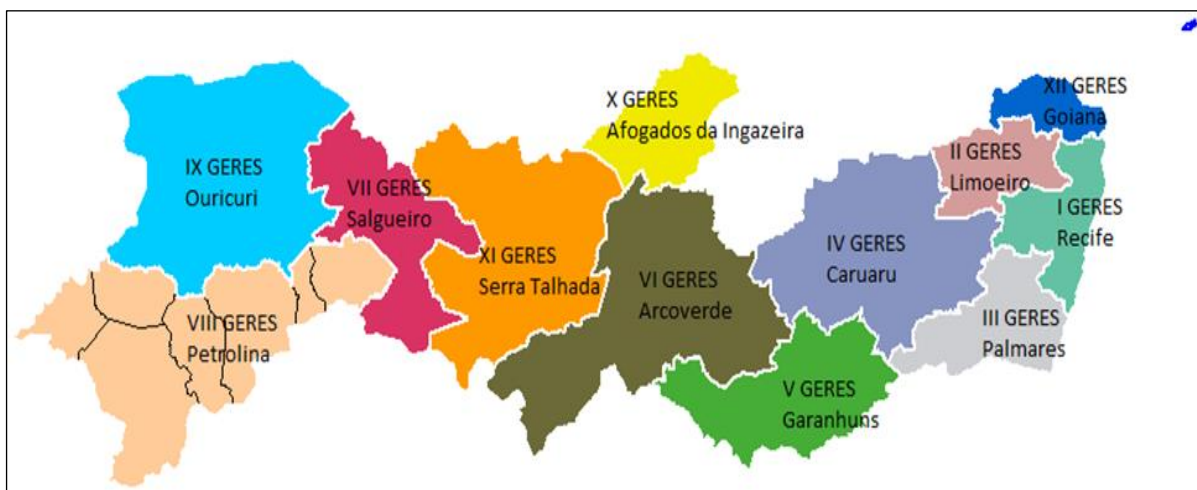 X GERES
Afogados da Ingazeira
XII GERES
Goiana
IX GERES
Ouricuri
VII GERES
Salgueiro
II GERES
Limoeiro
I GERES
Recife
XI GERES
Serra Talhada
VI GERES
Arcoverde
IV GERES
Caruaru
VIII GERES
Petrolina
III GERES
Palmares
V GERES
Garanhuns